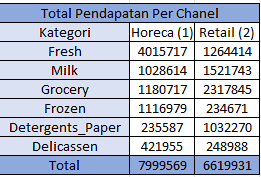 Total Pendapatan Per Chanel
Kategori Horeca (1) Retail (2)
Fresh 4015717 1264414
Milk 1028614 1521743
Grocery 1180717 2317845
Frozen 1116979 234671
Detergents_Paper 235587 1032270
Delicassen 421955 248988
Total 7999569 6619931